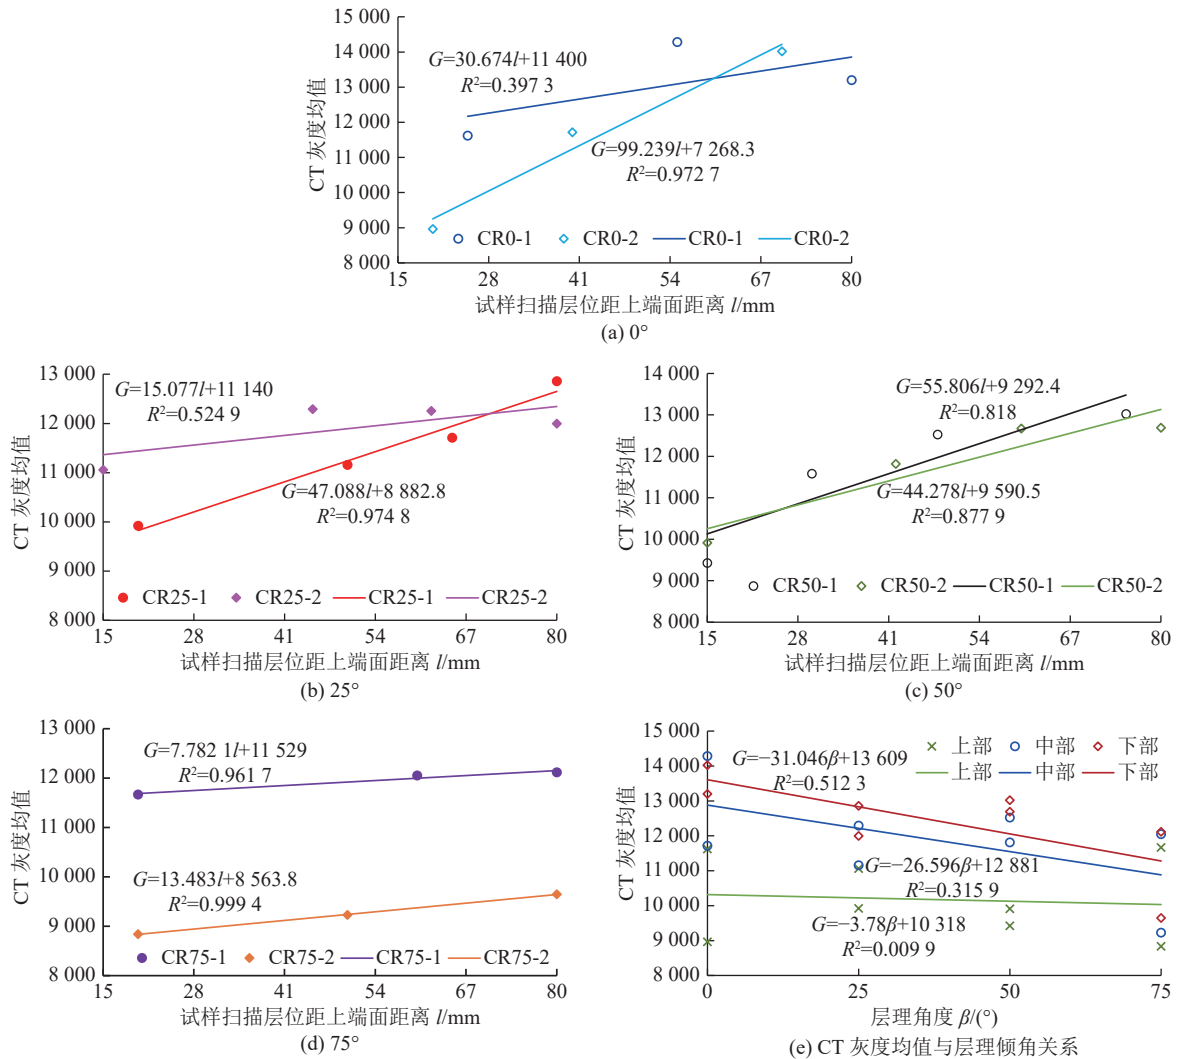 15 000
14 000
13 000
12 000
11 000
10 000
9 000
8 000
CT 灰度均值
G=30.674l+11 400
R²=0.397 3
G=99.239l+7 268.3
R²=0.972 7
CR0-1 CR0-2 CR0-1 CR0-2
15 28 41 54 67 80
试样扫描层位距上端面距离 l/mm
(a) 0°
13 000
12 000
11 000
10 000
9 000
8 000
CT 灰度均值
G=15.077l+11 140
R²=0.524 9
G=47.088l+8 882.8
R²=0.974 8
CR25-1 CR25-2 CR25-1 CR25-2
15 28 41 54 67 80
试样扫描层位距上端面距离 l/mm
(b) 25°
14 000
13 000
12 000
11 000
10 000
9 000
8 000
CT 灰度均值
G=55.806l+9 292.4
R²=0.818
G=44.278l+9 590.5
R²=0.877 9
CR50-1 CR50-2 CR50-1 CR50-2
15 28 41 54 67 80
试样扫描层位距上端面距离 l/mm
(c) 50°
13 000
12 000
11 000
10 000
9 000
8 000
CT 灰度均值
G=7.782 1l+11 529
R²=0.961 7
G=13.483l+8 563.8
R²=0.999 4
CR75-1 CR75-2 CR75-1 CR75-2
15 28 41 54 67 80
试样扫描层位距上端面距离 l/mm
(d) 75°
15 000
14 000
13 000
12 000
11 000
10 000
9 000
8 000
CT 灰度均值
上部 中部 下部
上部 中部 下部
G=−31.046β+13 609
R²=0.512 3
G=−26.596β+12 881
R²=0.315 9
G=−3.78β+10 318
R²=0.009 9
0 25 50 75
层理角度 β/(°)
(e) CT 灰度均值与层理倾角关系